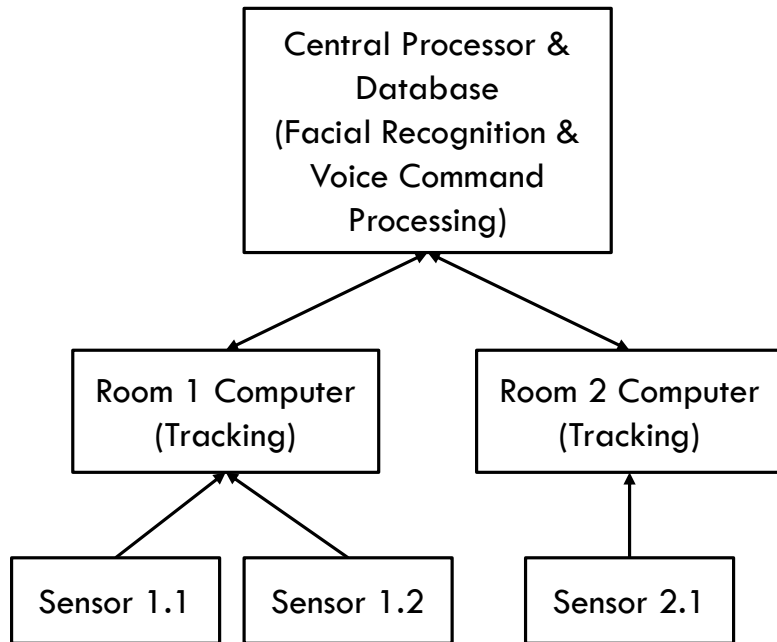 Central Processor &
Database
(Facial Recognition &
Voice Command
Processing)
Room 1 Computer
(Tracking)
Room 2 Computer
(Tracking)
Sensor 1.1
Sensor 1.2
Sensor 2.1